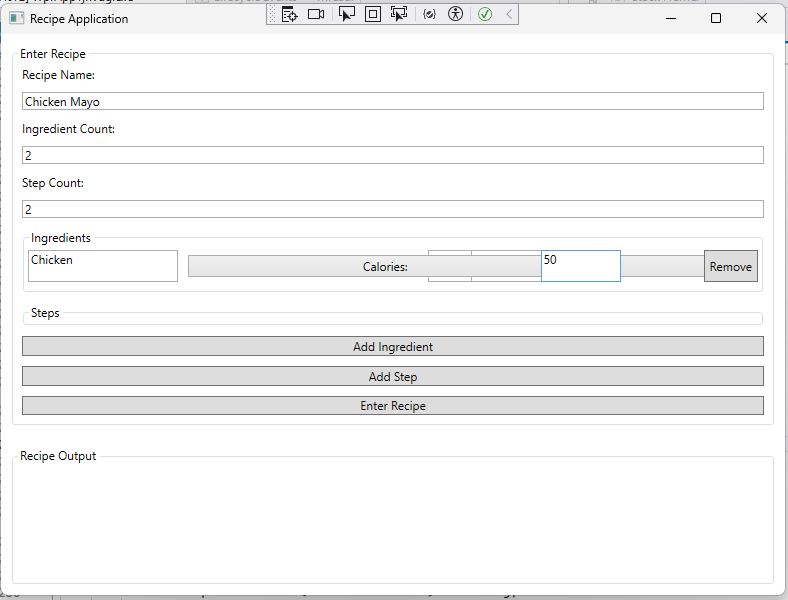 Recipe Application
Enter Recipe
Recipe Name:
Chicken Mayo
Ingredient Count:
2
Step Count:
2
Ingredients
Chicken
Calories:
50
Remove
Steps
Add Ingredient
Add Step
Enter Recipe
Recipe Output